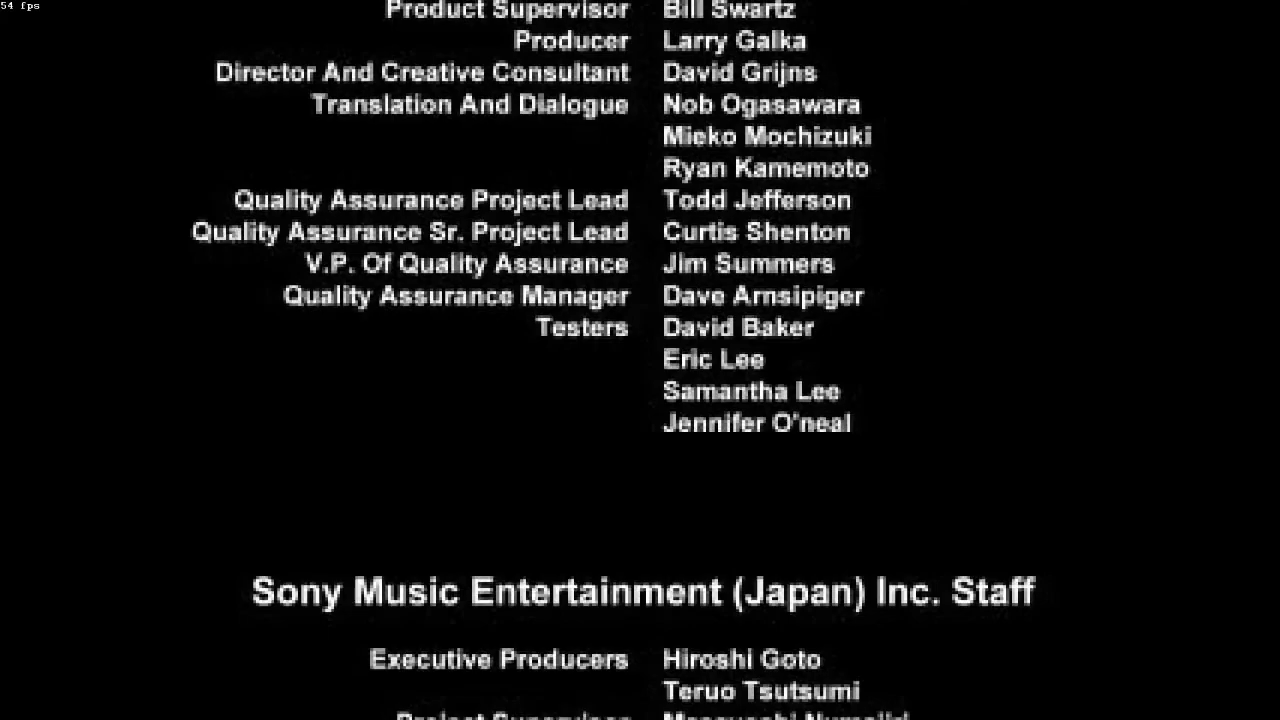 54 fps
Product Supervisor Bill Swartz
Producer Larry Galka
Director And Creative Consultant David Grijns
Translation And Dialogue Nob Ogasawara
Mieko Mochizuki
Ryan Kamemoto
Quality Assurance Project Lead Todd Jefferson
Quality Assurance Sr. Project Lead Curtis Shenton
V.P. Of Quality Assurance Jim Summers
Quality Assurance Manager Dave Arnsipiger
Testers David Baker
Eric Lee
Samantha Lee
Jennifer O'neal
Sony Music Entertainment (Japan) Inc. Staff
Executive Producers Hiroshi Goto
Teruo Tsutsumi